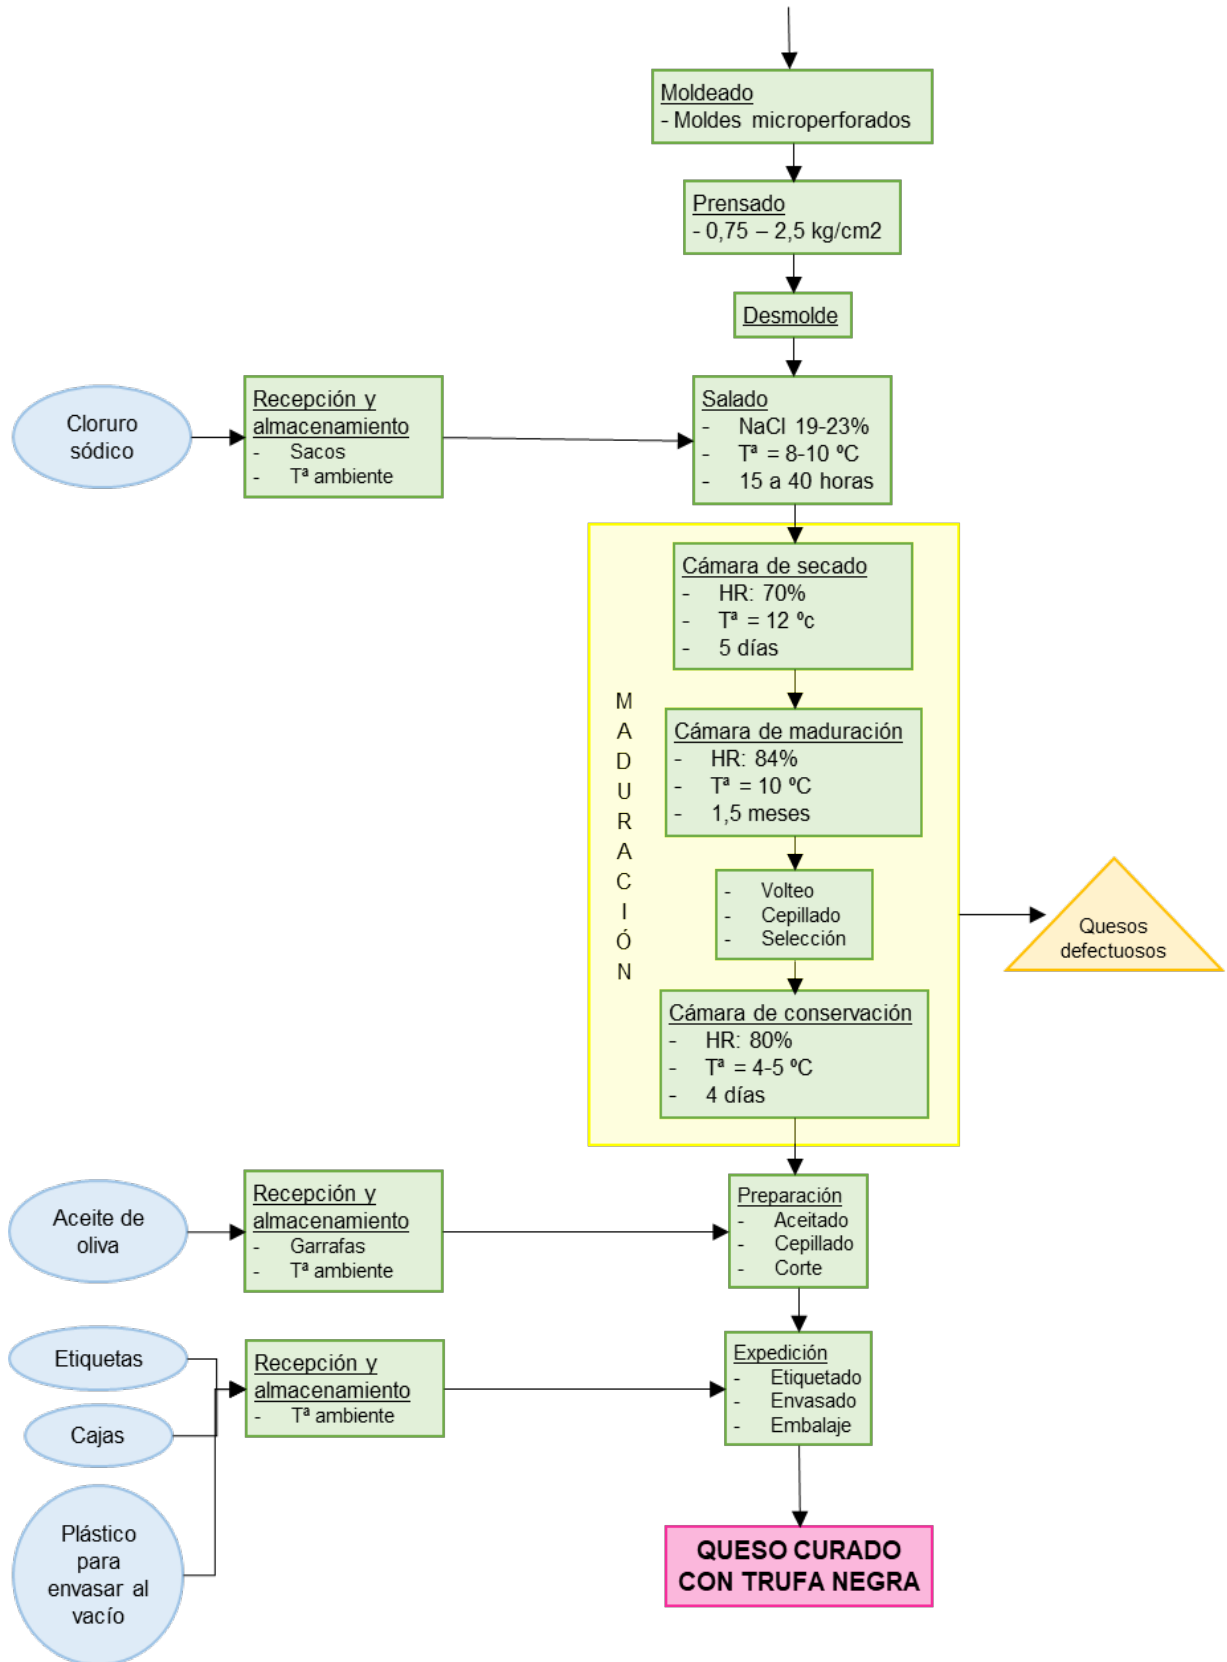 Moldeado
- Moldes microperforados
Prensado
- 0,75 – 2,5 kg/cm2
Desmolde
Cloruro
sódico
Recepción y
almacenamiento
- Sacos
- Tª ambiente
Salado
- NaCl 19-23%
- Tª = 8-10 ºC
- 15 a 40 horas
MADURACIÓN
Cámara de secado
- HR: 70%
- Tª = 12 ºc
- 5 días
Cámara de maduración
- HR: 84%
- Tª = 10 ºC
- 1,5 meses
- Volteo
- Cepillado
- Selección
Quesos
defectuosos
Cámara de conservación
- HR: 80%
- Tª = 4-5 ºC
- 4 días
Aceite de
oliva
Recepción y
almacenamiento
- Garrafas
- Tª ambiente
Preparación
- Aceitado
- Cepillado
- Corte
Etiquetas
Cajas
Plástico
para
envasar al
vacío
Recepción y
almacenamiento
- Tª ambiente
Expedición
- Etiquetado
- Envasado
- Embalaje
QUESO CURADO
CON TRUFA NEGRA